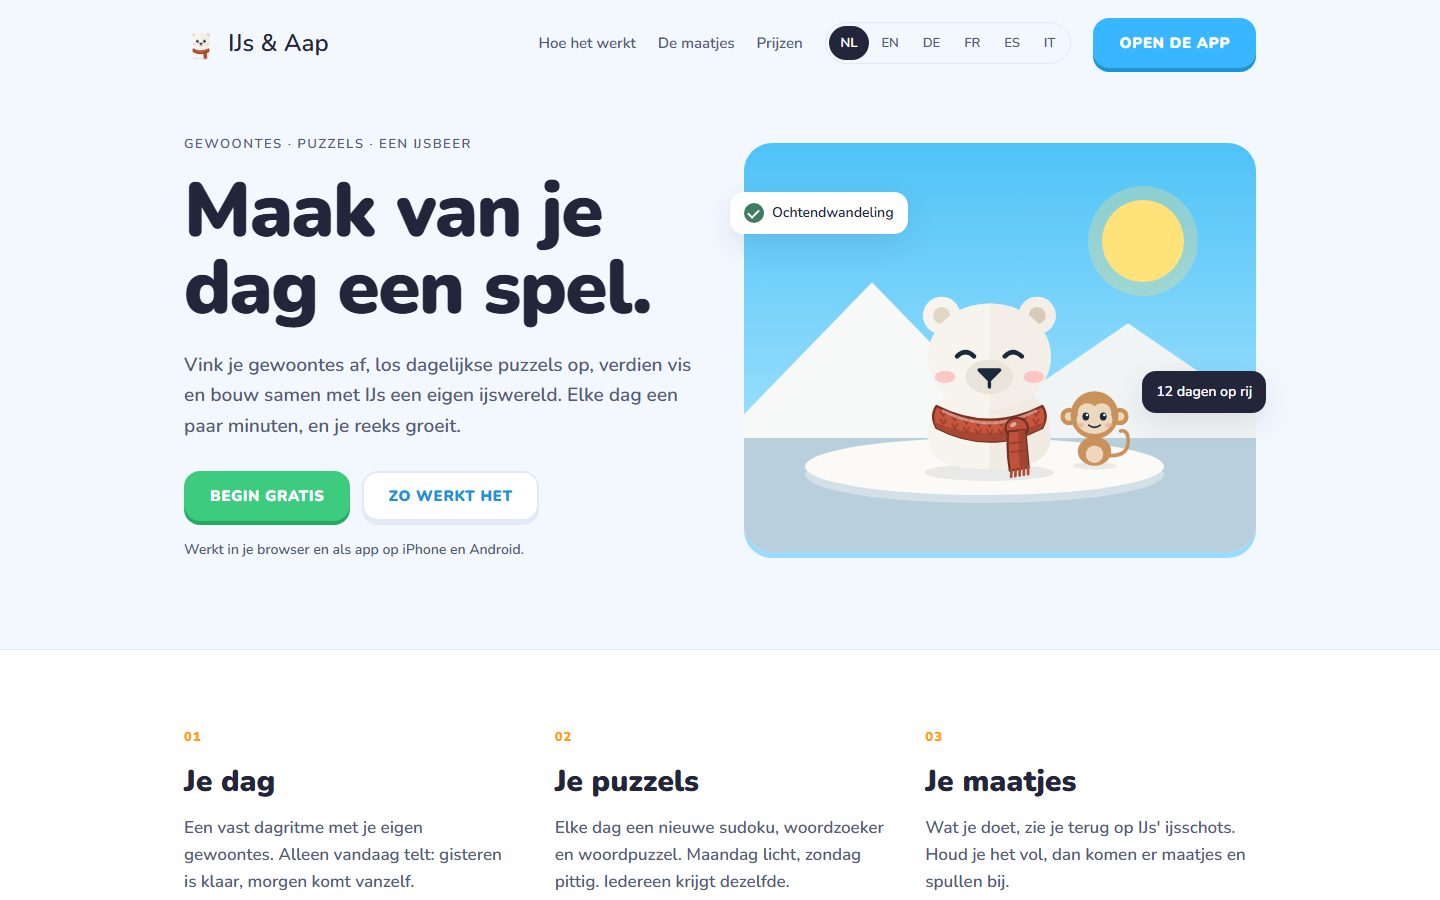 IJs & Aap
Hoe het werkt
De maatjes
Prijzen
NL
EN
DE
FR
ES
IT
OPEN DE APP
GEWOONTES · PUZZELS · EEN IJSBEER
Maak van je
dag een spel.
Vink je gewoontes af, los dagelijkse puzzels op, verdien vis
en bouw samen met IJs een eigen ijswereld. Elke dag een
paar minuten, en je reeks groeit.
BEGIN GRATIS
ZO WERKT HET
Werkt in je browser en als app op iPhone en Android.
Ochtendwandeling
12 dagen op rij
01
Je dag
Een vast dagritme met je eigen
gewoontes. Alleen vandaag telt: gisteren
is klaar, morgen komt vanzelf.
02
Je puzzels
Elke dag een nieuwe sudoku, woordzoeker
en woordpuzzel. Maandag licht, zondag
pittig. Iedereen krijgt dezelfde.
03
Je maatjes
Wat je doet, zie je terug op IJs' ijsschots.
Houd je het vol, dan komen er maatjes en
spullen bij.